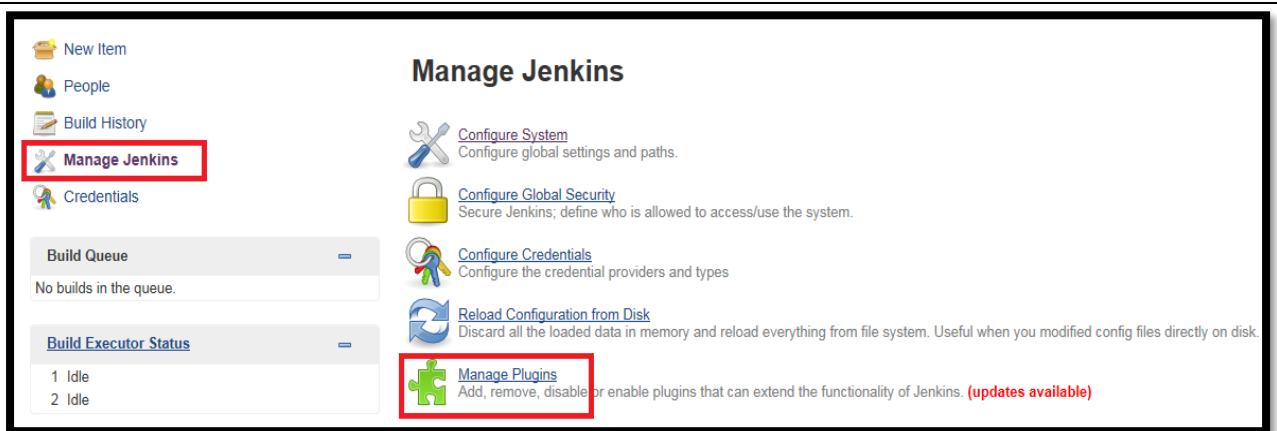 New Item
People
Build History
Manage Jenkins
Credentials
Build Queue
No builds in the queue.
Build Executor Status
1 Idle
2 Idle
Manage Jenkins
Configure System
Configure global settings and paths.
Configure Global Security
Secure Jenkins; define who is allowed to access/use the system.
Configure Credentials
Configure the credential providers and types
Reload Configuration from Disk
Discard all the loaded data in memory and reload everything from file system. Useful when you modified config files directly on disk.
Manage Plugins
Add, remove, disable or enable plugins that can extend the functionality of Jenkins. (updates available)